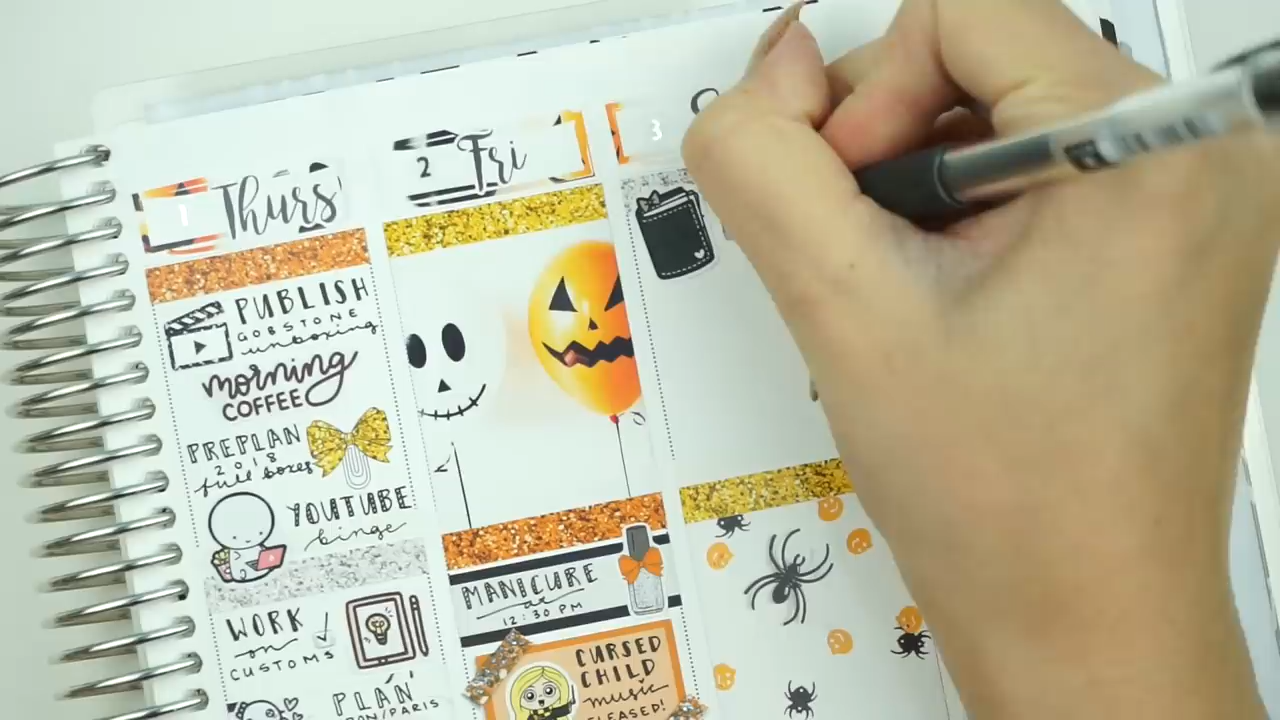 1 Thurs
PUBLISH
GOBSTONE
unboxing
morning
COFFEE
PREPLAN
2018
full boxes
YOUTUBE
binge
WORK
on
CUSTOMS
PLAN
2 Fri
MANICURE
at
12:30 PM
CURSED
CHILD
music
3